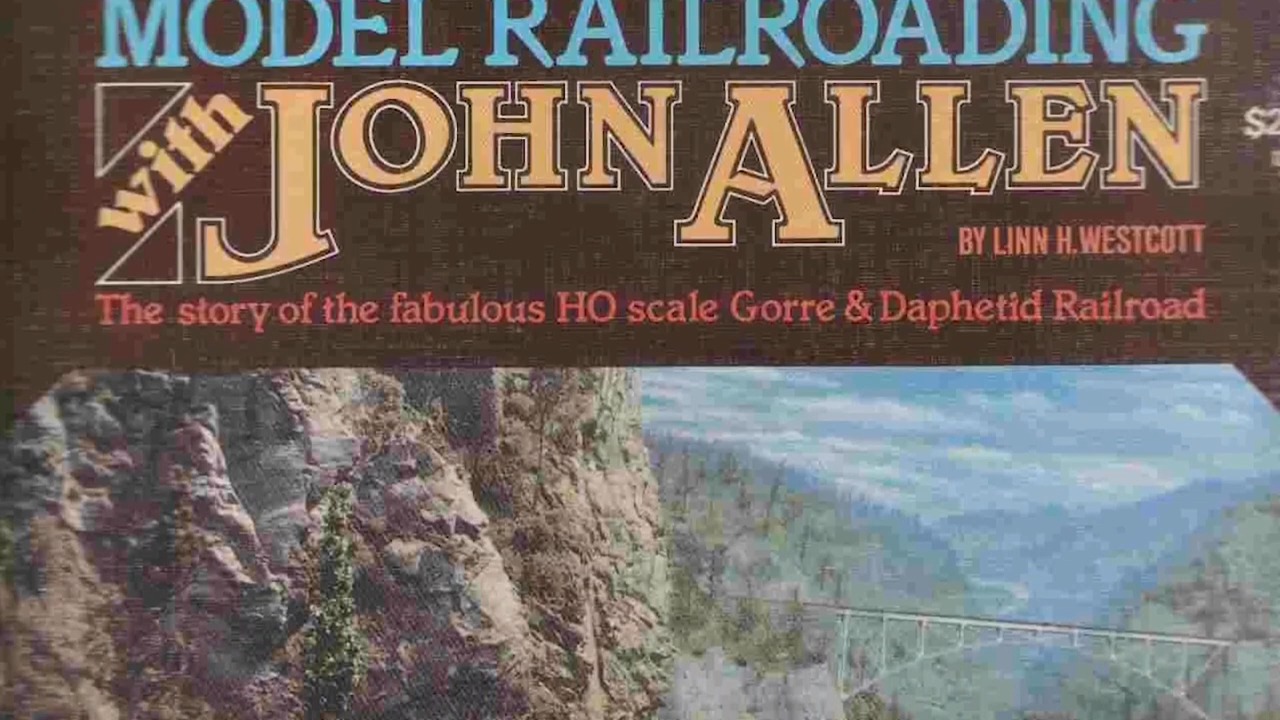 MODEL RAILROADING
with JOHN ALLEN
BY LINN H. WESTCOTT
The story of the fabulous HO scale Gorre & Daphetid Railroad